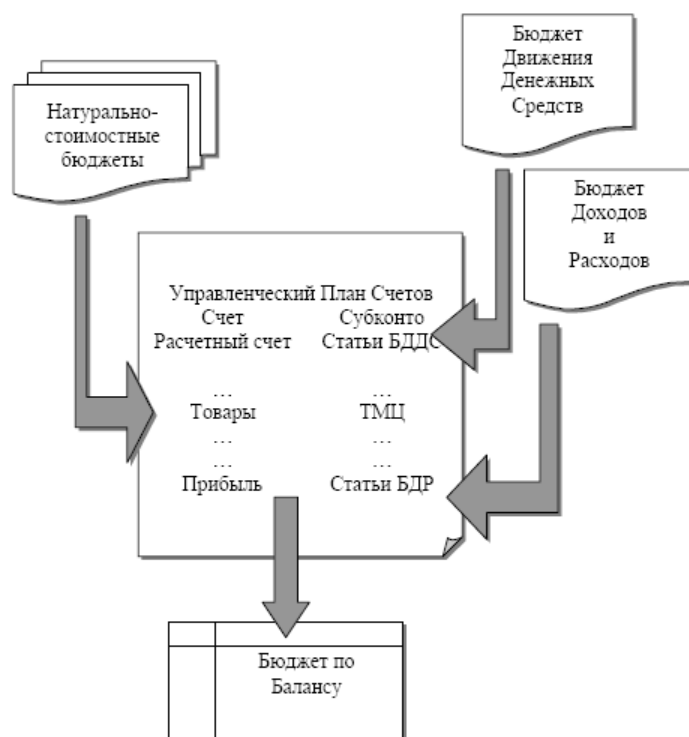 Бюджет
Движения
Денежных
Средств
Натурально-
стоимостные
бюджеты
Бюджет
Доходов
и
Расходов
Управленческий План Счетов
Счет Субконто
Расчетный счет Статьи БДДС
… …
Товары ТМЦ
… …
… …
Прибыль Статьи БДР
Бюджет по
Балансу